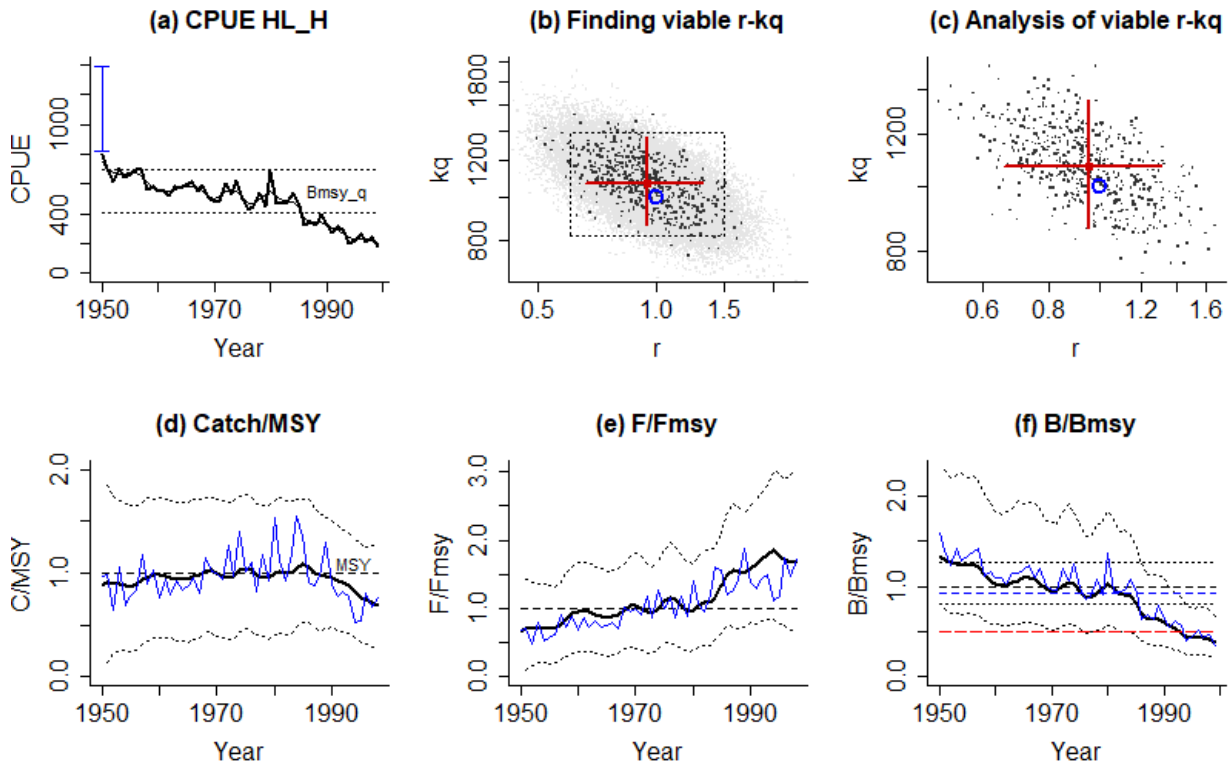 (a) CPUE HL_H
CPUE
0
400
1000
Bmsy_q
1950
1970
1990
Year
(b) Finding viable r-kq
kq
800
1200
1800
0.5
1.0
1.5
r
(c) Analysis of viable r-kq
kq
800
1200
0.6
0.8
1.2
1.6
r
(d) Catch/MSY
C/MSY
0.0
1.0
2.0
MSY
1950
1970
1990
Year
(e) F/Fmsy
F/Fmsy
0.0
1.0
2.0
3.0
1950
1970
1990
Year
(f) B/Bmsy
B/Bmsy
0.0
1.0
2.0
1950
1970
1990
Year